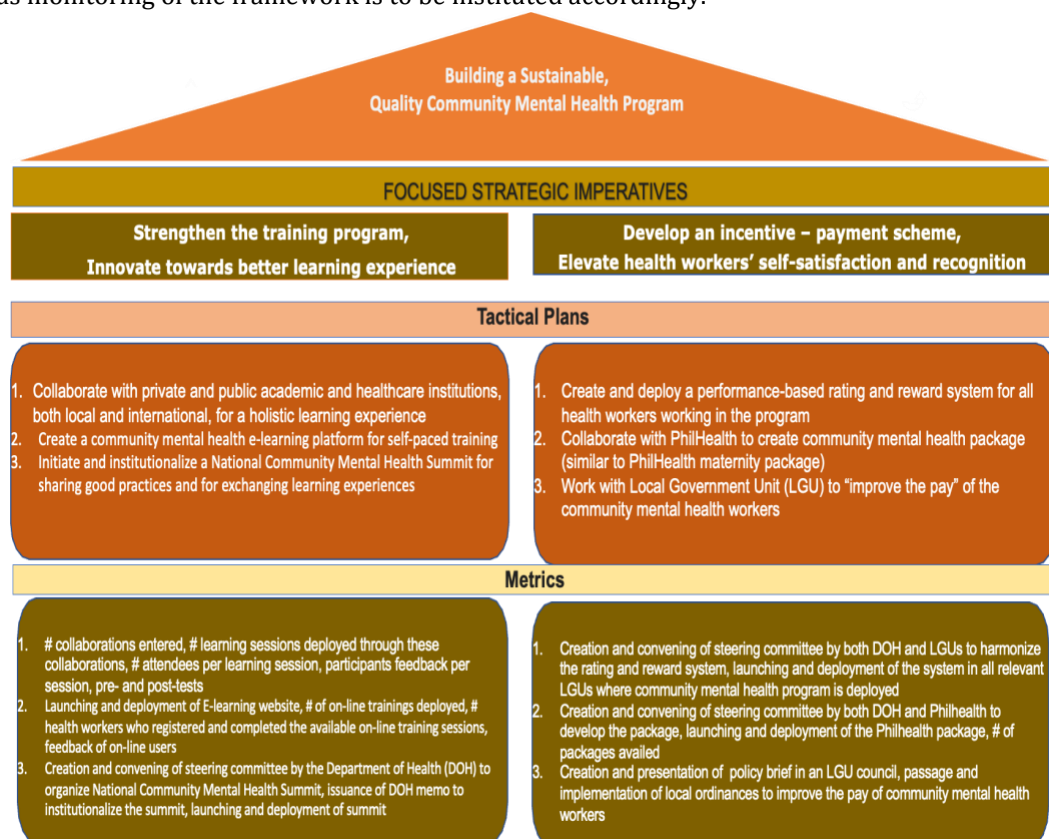 us monitoring of the framework is to be instituted accordingly.
Building a Sustainable,
Quality Community Mental Health Program
FOCUSED STRATEGIC IMPERATIVES
Strengthen the training program,
Innovate towards better learning experience
Develop an incentive – payment scheme,
Elevate health workers’ self-satisfaction and recognition
Tactical Plans
1. Collaborate with private and public academic and healthcare institutions,
both local and international, for a holistic learning experience
2. Create a community mental health e-learning platform for self-paced training
3. Initiate and institutionalize a National Community Mental Health Summit for
sharing good practices and for exchanging learning experiences
1. Create and deploy a performance-based rating and reward system for all
health workers working in the program
2. Collaborate with PhilHealth to create community mental health package
(similar to PhilHealth maternity package)
3. Work with Local Government Unit (LGU) to “improve the pay” of the
community mental health workers
Metrics
1. # collaborations entered, # learning sessions deployed through these
collaborations, # attendees per learning session, participants feedback per
session, pre- and post-tests
2. Launching and deployment of E-learning website, # of on-line trainings deployed, #
health workers who registered and completed the available on-line training sessions,
feedback of on-line users
3. Creation and convening of steering committee by the Department of Health (DOH) to
organize National Community Mental Health Summit, issuance of DOH memo to
institutionalize the summit, launching and deployment of summit
1. Creation and convening of steering committee by both DOH and LGUs to harmonize
the rating and reward system, launching and deployment of the system in all relevant
LGUs where community mental health program is deployed
2. Creation and convening of steering committee by both DOH and Philhealth to
develop the package, launching and deployment of the Philhealth package, # of
packages availed
3. Creation and presentation of policy brief in an LGU council, passage and
implementation of local ordinances to improve the pay of community mental health
workers